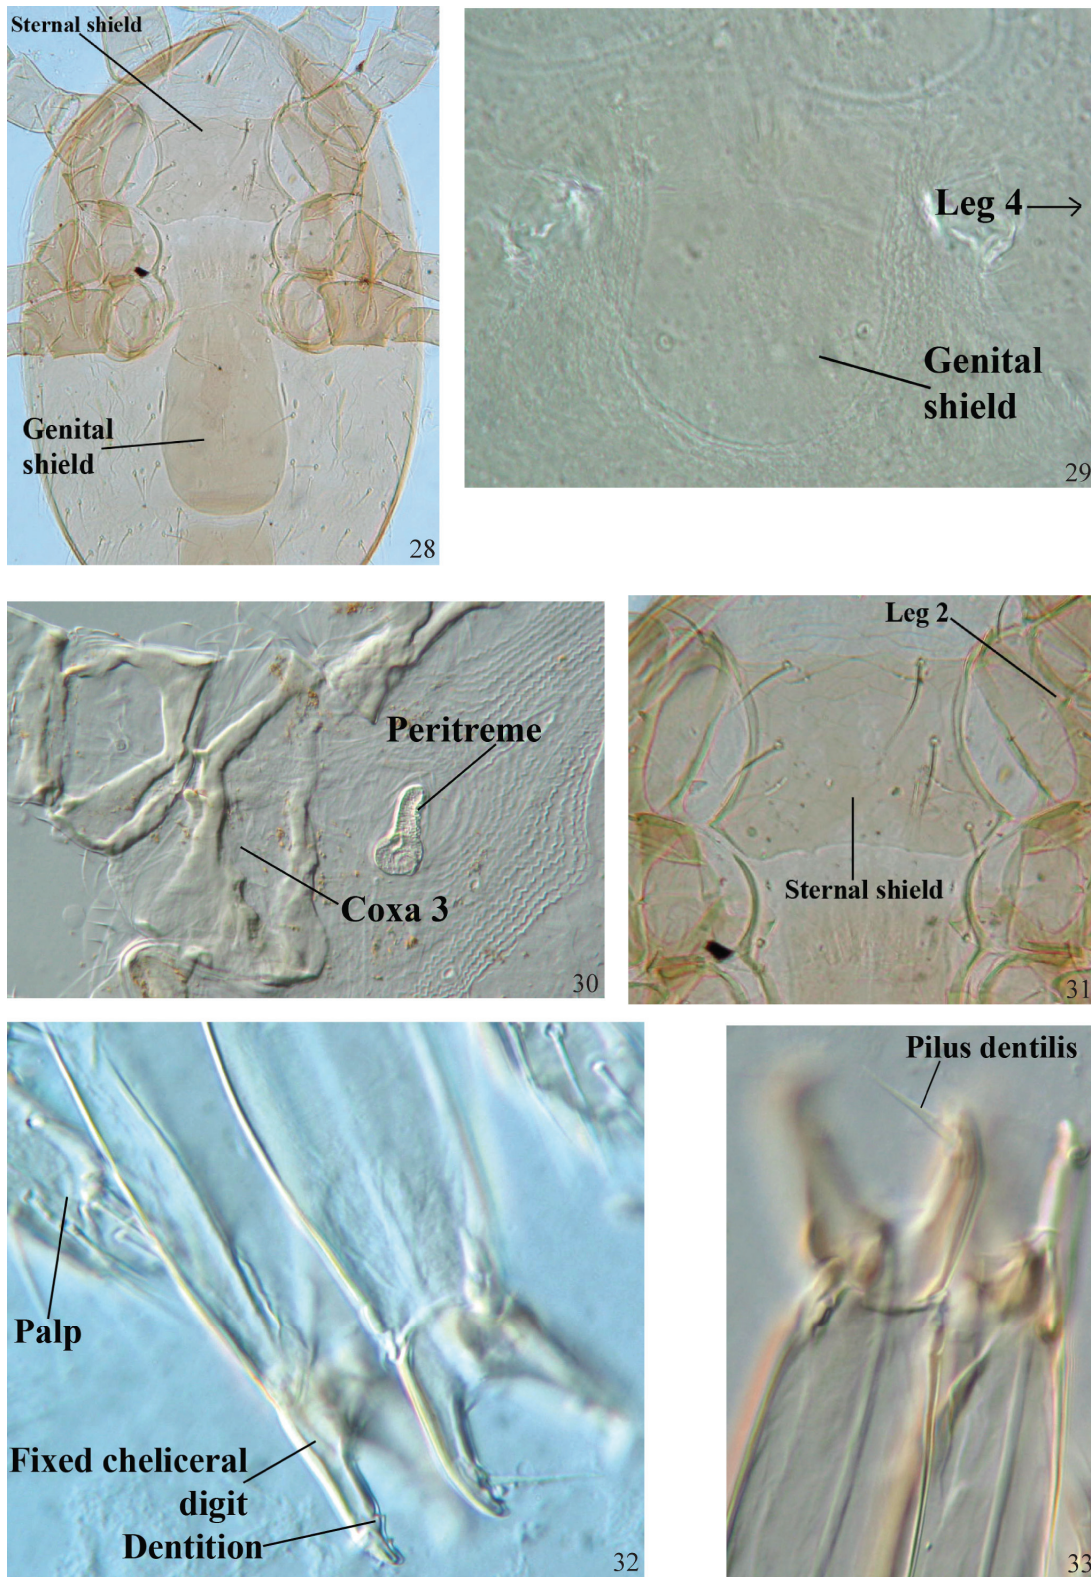 Sternal shield
Genital
shield
28
Leg 4
Genital
shield
29
Peritreme
Coxa 3
30
Leg 2
Sternal shield
31
Palp
Fixed cheliceral
digit
Dentition
32
Pilus dentilis
33